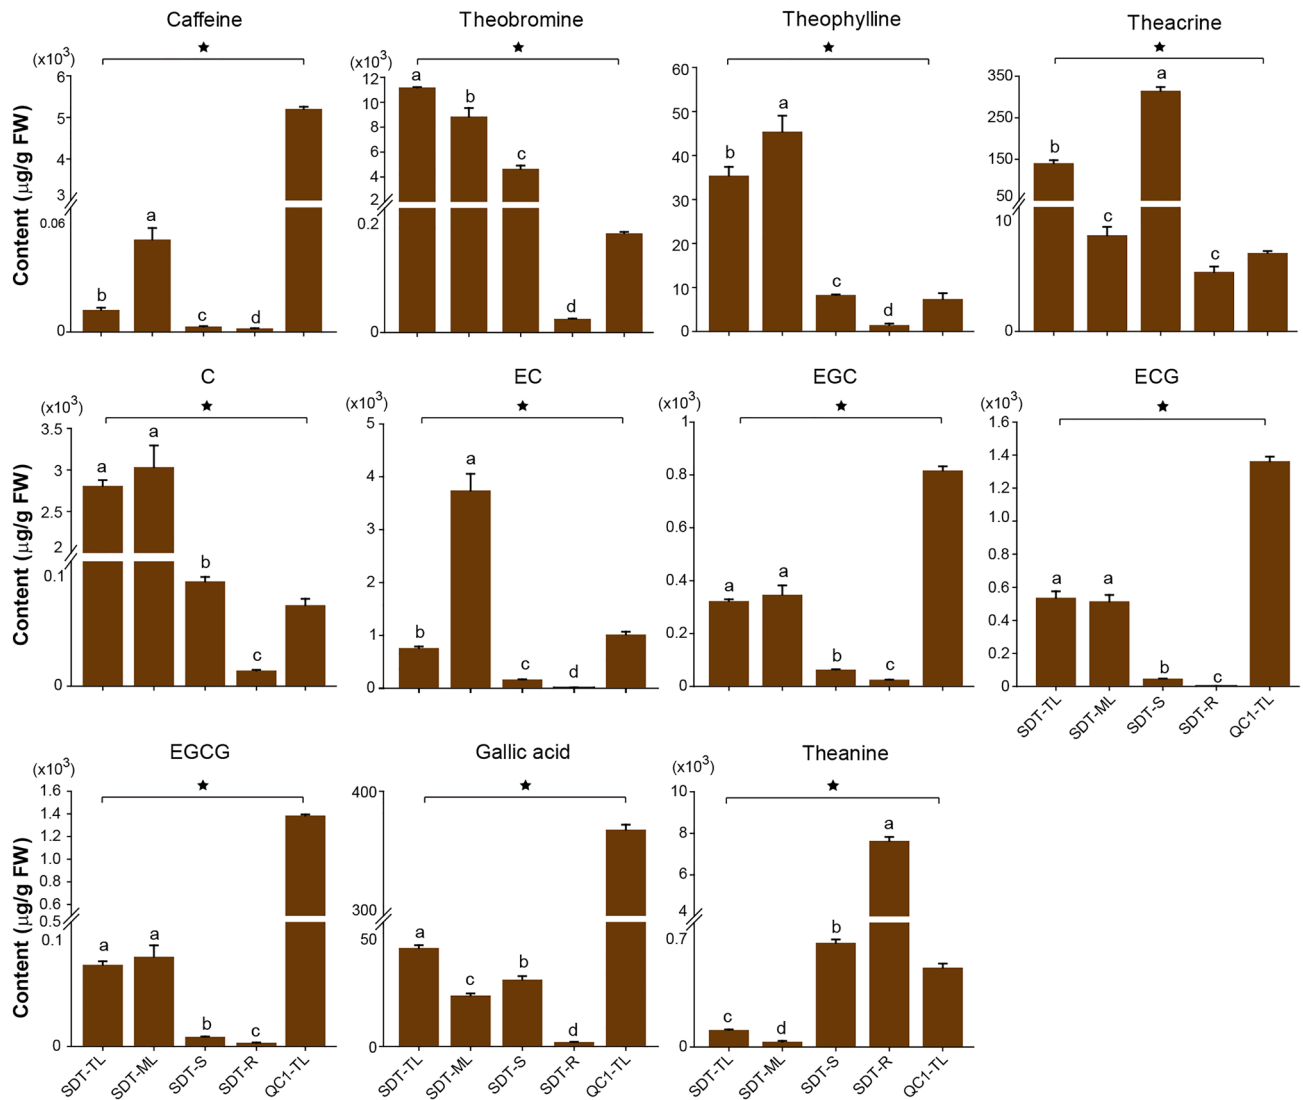 Caffeine
(x10³)
★
6
5
4
3
0.06
0
b
a
c
d
Content (μg/g FW)
Theobromine
(x10³)
★
12
10
8
6
4
2
0.2
0
a
b
c
d
Theophylline
★
60
50
40
30
20
10
0
b
a
c
d
Theacrine
★
350
250
150
50
10
0
b
c
a
c
C
(x10³)
★
3.5
3
2.5
2
0.1
0
a
a
b
c
Content (μg/g FW)
EC
(x10³)
★
5
4
3
2
1
0
b
a
c
d
EGC
(x10³)
★
1
0.8
0.6
0.4
0.2
0
a
a
b
c
ECG
(x10³)
★
1.6
1.4
1.2
1.0
0.8
0.6
0.4
0.2
0
a
a
b
c
SDT-TL
SDT-ML
SDT-S
SDT-R
QC1-TL
EGCG
(x10³)
★
1.6
1.4
1.2
1.0
0.8
0.6
0.5
0.1
0
a
a
b
c
Content (μg/g FW)
SDT-TL
SDT-ML
SDT-S
SDT-R
QC1-TL
Gallic acid
★
400
300
50
0
a
c
b
d
SDT-TL
SDT-ML
SDT-S
SDT-R
QC1-TL
Theanine
(x10³)
★
10
8
6
4
0.7
0
c
d
b
a
SDT-TL
SDT-ML
SDT-S
SDT-R
QC1-TL